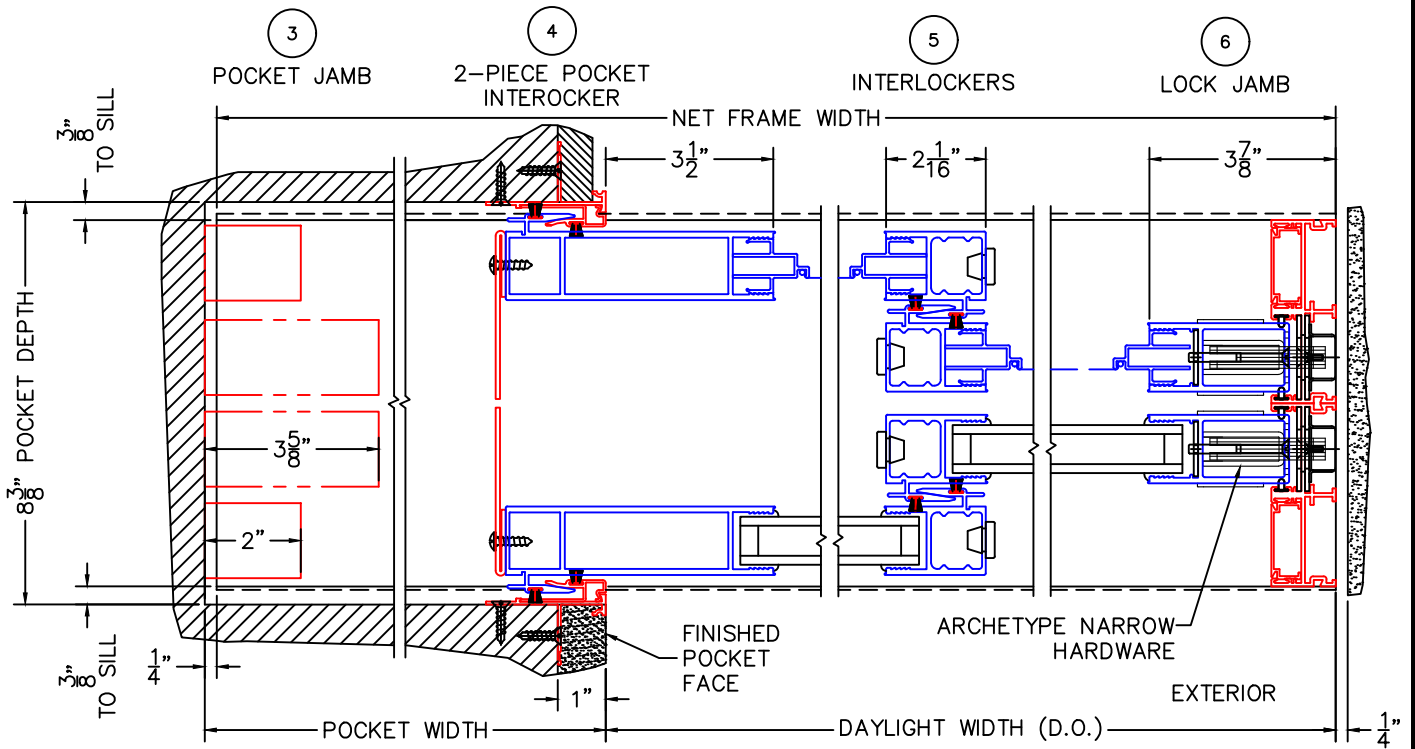 3
POCKET JAMB
4
2-PIECE POCKET
INTEROCKER
5
INTERLOCKERS
6
LOCK JAMB
NET FRAME WIDTH
3/8" TO SILL
3 1/2"
2 1/16"
3 7/8"
8 3/8" POCKET DEPTH
3 5/8"
2"
3/8" TO SILL
1/4"
1"
FINISHED
POCKET
FACE
ARCHETYPE NARROW
HARDWARE
EXTERIOR
POCKET WIDTH
DAYLIGHT WIDTH (D.O.)
1/4"